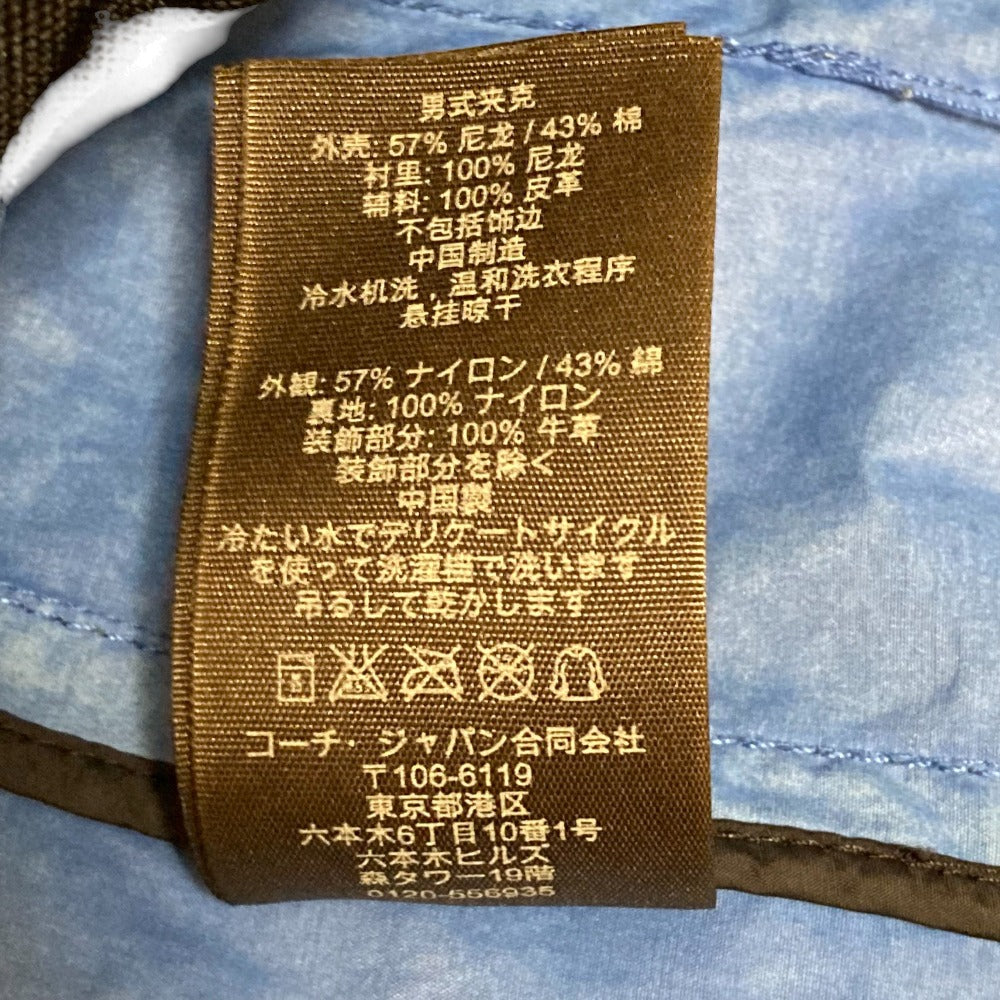 男式夹克
外壳: 57% 尼龙 / 43% 棉
衬里: 100% 尼龙
辅料: 100% 皮革
不包括饰边
中国制造
冷水机洗 , 温和洗衣程序
悬挂晾干
外観: 57% ナイロン / 43% 綿
裏地: 100% ナイロン
装飾部分: 100% 牛革
装飾部分を除く
中国製
冷たい水でデリケートサイクル
を使って洗濯機で洗います
吊るして乾かします
コーチ・ジャパン合同会社
〒106-6119
東京都港区
六本木6丁目10番1号
六本木ヒルズ
森タワー19階
0120-556935